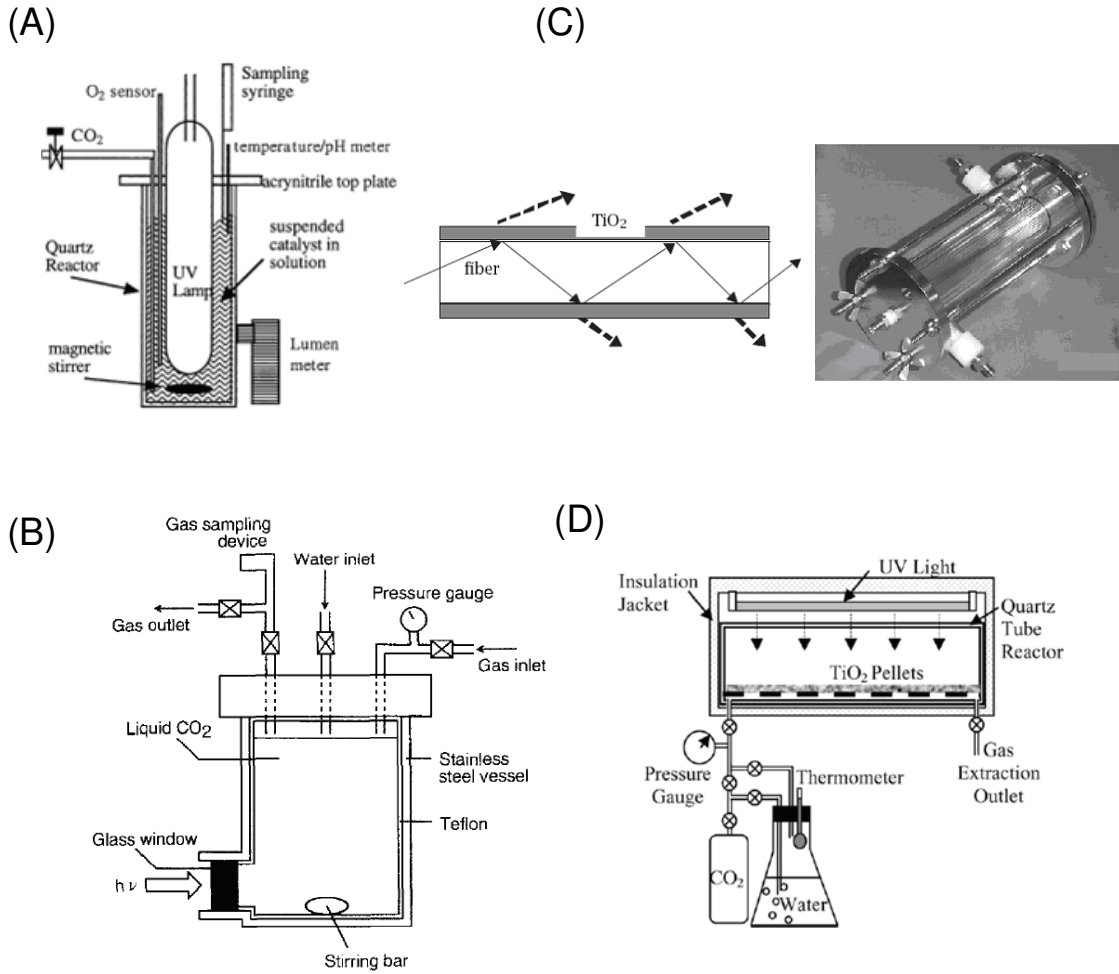 (A)
Sampling
syringe
O2 sensor
CO2
temperature/pH meter
acrynitrile top plate
suspended
catalyst in
solution
Quartz
Reactor
UV
Lamp
magnetic
stirrer
Lumen
meter
(C)
TiO2
fiber
(B)
Gas sampling
device
Water inlet
Pressure gauge
Gas outlet
Gas inlet
Liquid CO2
Stainless
steel vessel
Teflon
Glass window
hν
Stirring bar
(D)
UV Light
Insulation
Jacket
Quartz
Tube
Reactor
TiO2 Pellets
Pressure
Gauge
Thermometer
Gas
Extraction
Outlet
CO2
Water